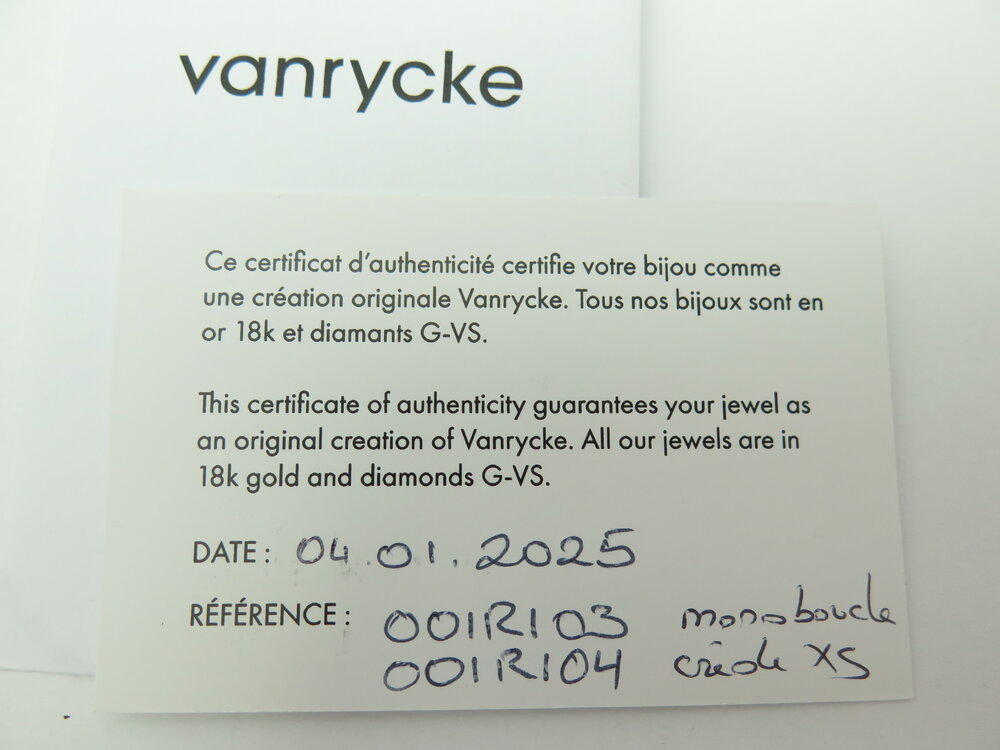 vanrycke
Ce certificat d'authenticité certifie votre bijou comme
une création originale Vanrycke. Tous nos bijoux sont en
or 18k et diamants G-VS.
This certificate of authenticity guarantees your jewel as
an original creation of Vanrycke. All our jewels are in
18k gold and diamonds G-VS.
DATE : 04.01.2025
RÉFÉRENCE : 001R103 monoboucle
001R104 créole XS